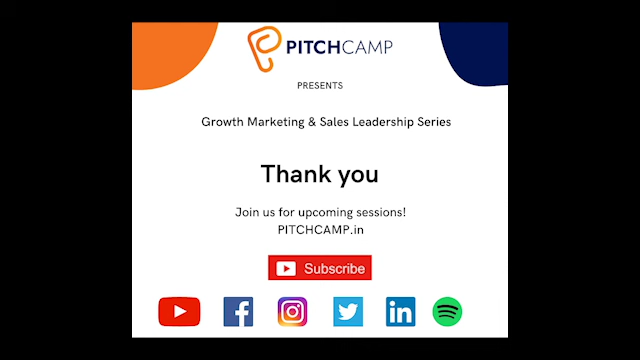 PITCHCAMP
PRESENTS
Growth Marketing & Sales Leadership Series
Thank you
Join us for upcoming sessions!
PITCHCAMP.in
Subscribe